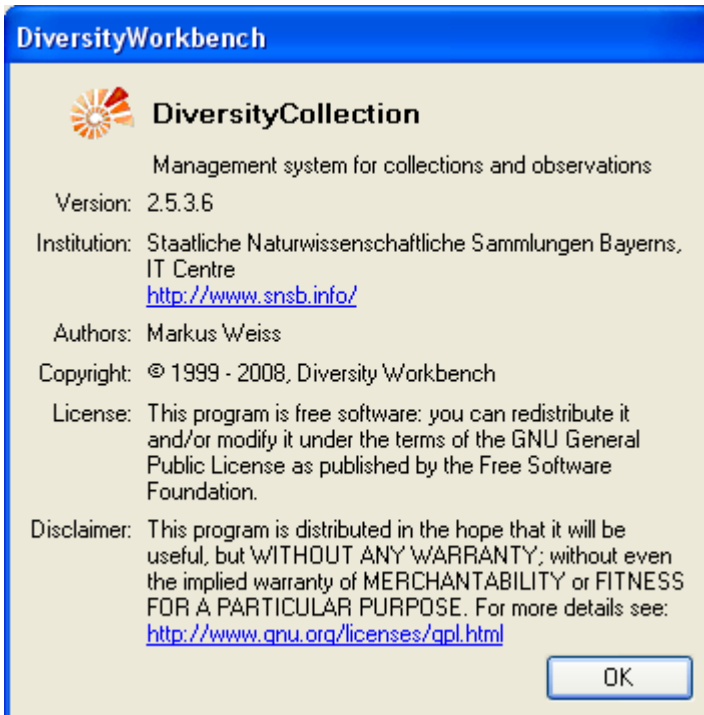 DiversityWorkbench
DiversityCollection
Management system for collections and observations
Version: 2.5.3.6
Institution: Staatliche Naturwissenschaftliche Sammlungen Bayerns,
IT Centre
http://www.snsb.info/
Authors: Markus Weiss
Copyright: © 1999 - 2008, Diversity Workbench
License: This program is free software: you can redistribute it
and/or modify it under the terms of the GNU General
Public License as published by the Free Software
Foundation.
Disclaimer: This program is distributed in the hope that it will be
useful, but WITHOUT ANY WARRANTY; without even
the implied warranty of MERCHANTABILITY or FITNESS
FOR A PARTICULAR PURPOSE. For more details see:
http://www.gnu.org/licenses/gpl.html
OK